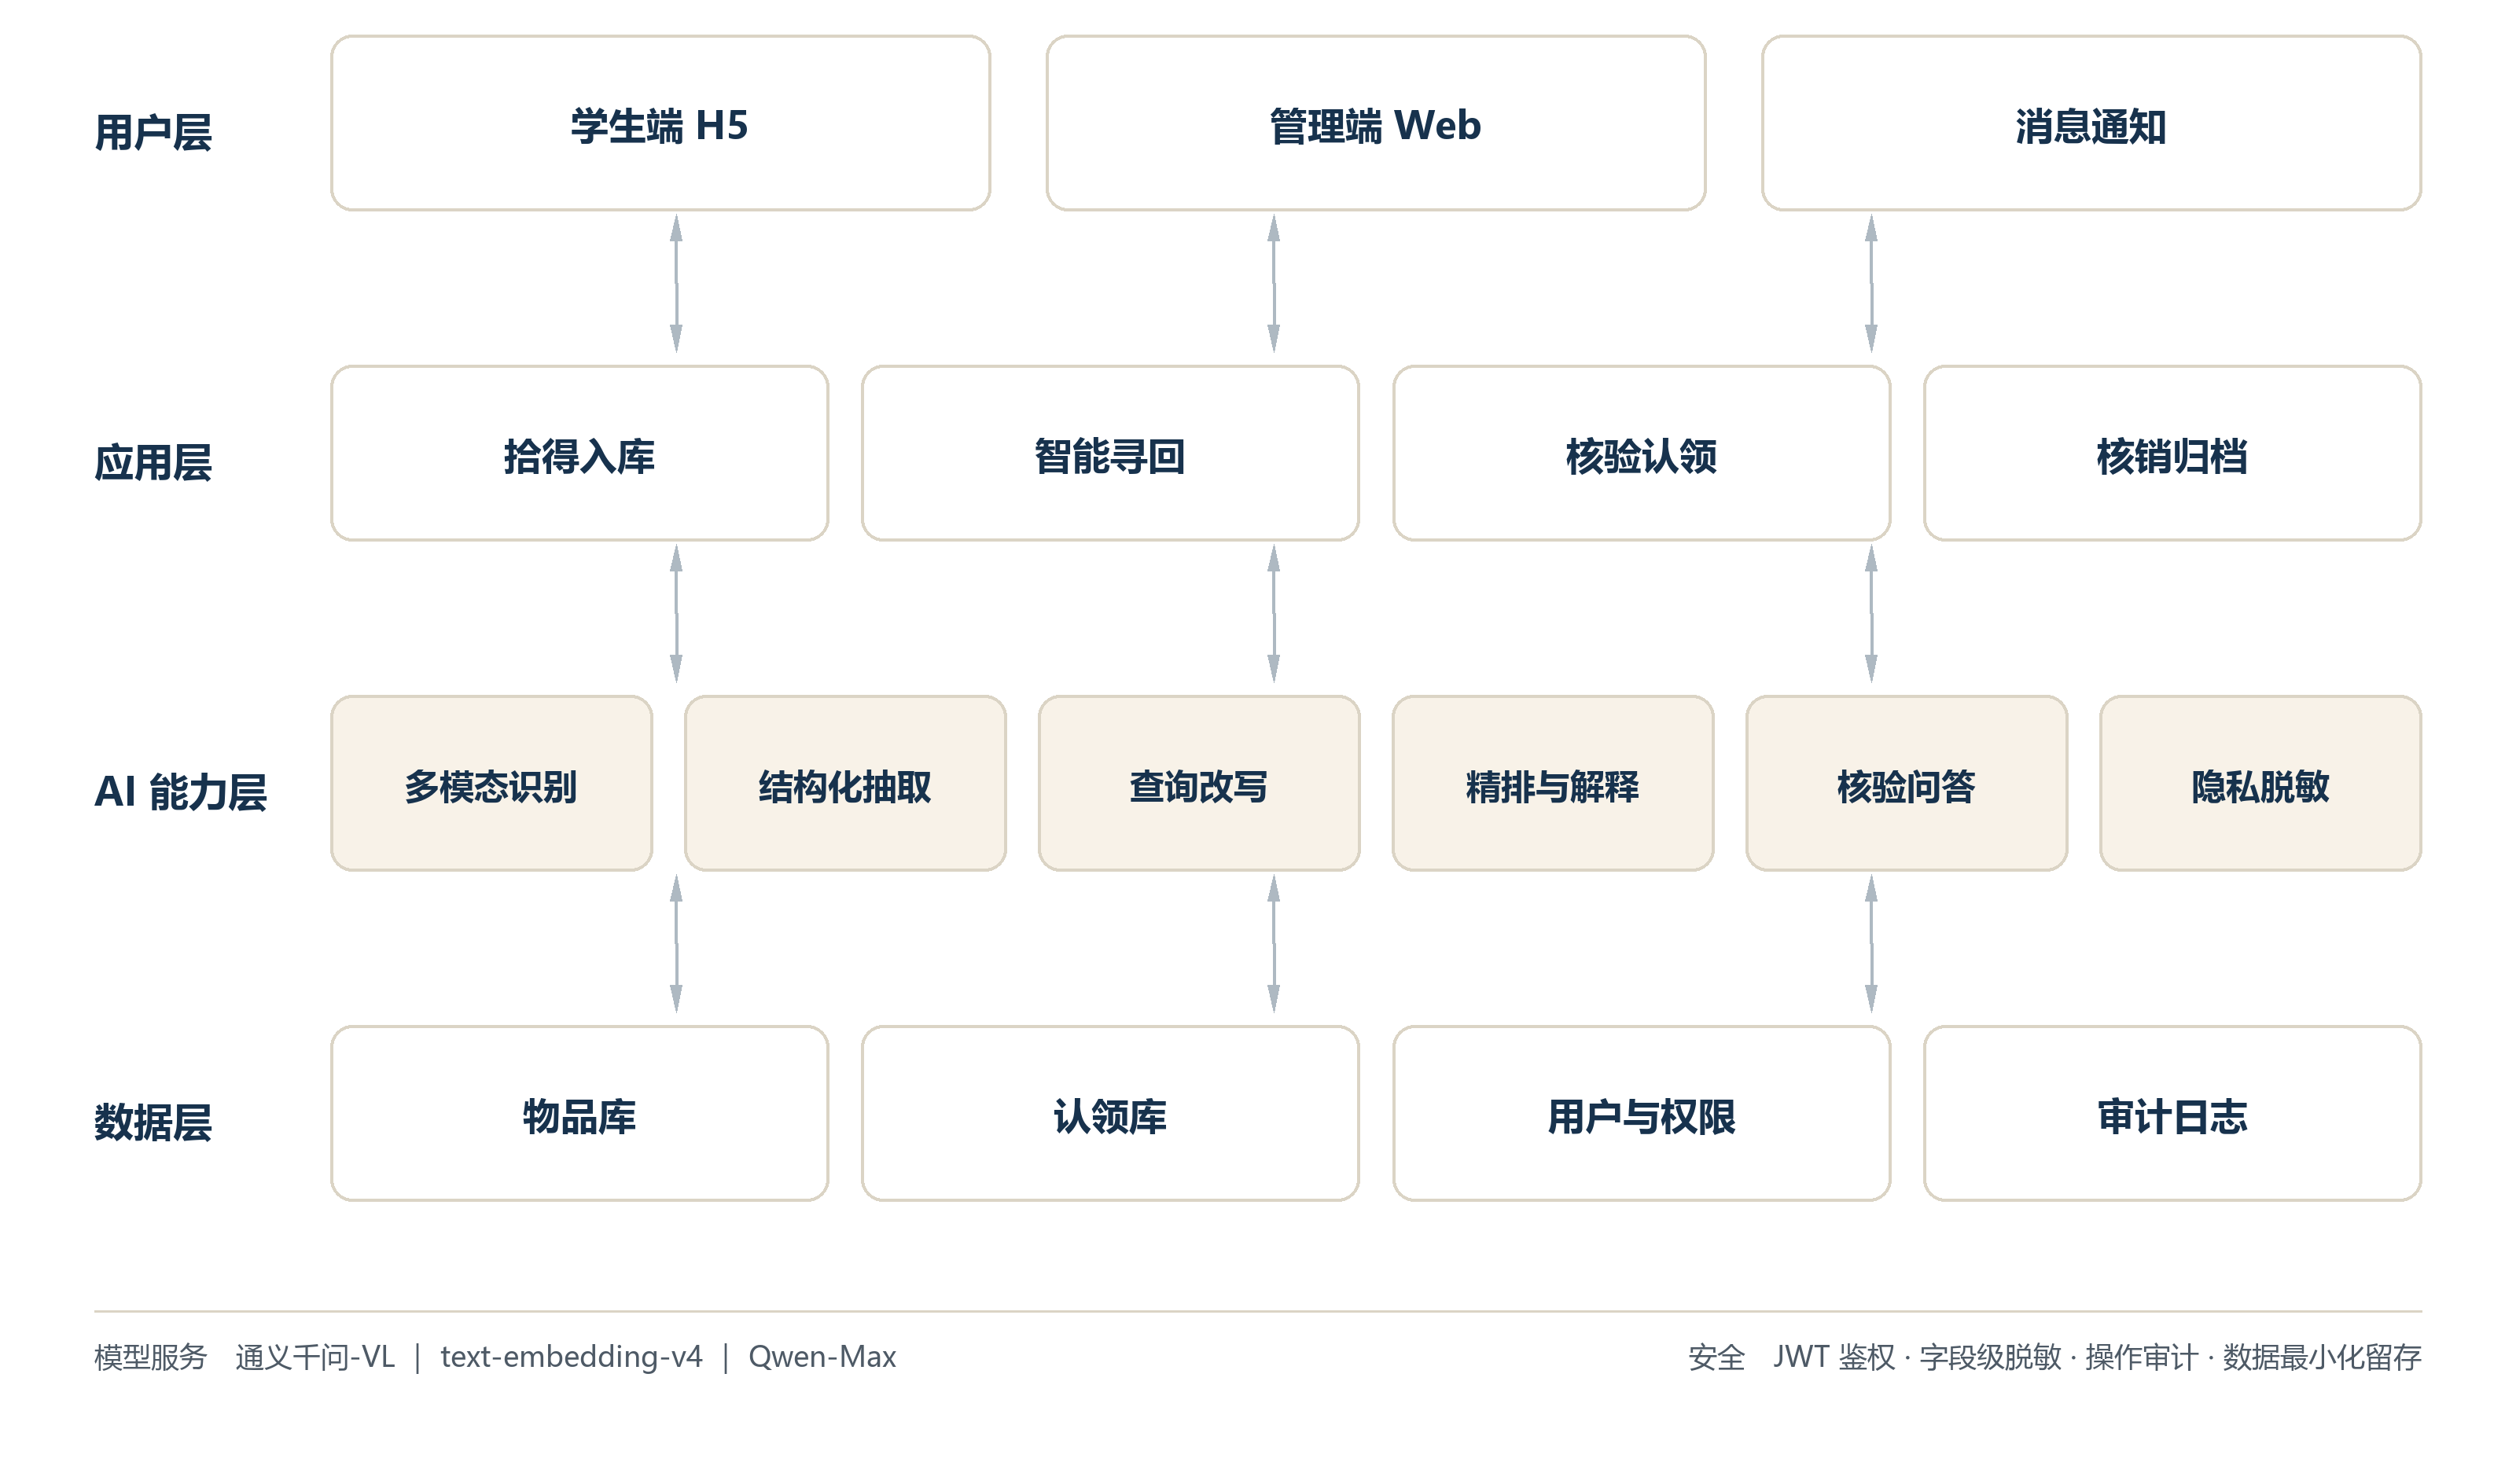 用户层
学生端 H5
管理端 Web
消息通知
应用层
拾得入库
智能寻回
核验认领
核销归档
AI 能力层
多模态识别
结构化抽取
查询改写
精排与解释
核验问答
隐私脱敏
数据层
物品库
认领库
用户与权限
审计日志
模型服务 通义千问-VL | text-embedding-v4 | Qwen-Max
安全 JWT 鉴权 · 字段级脱敏 · 操作审计 · 数据最小化留存